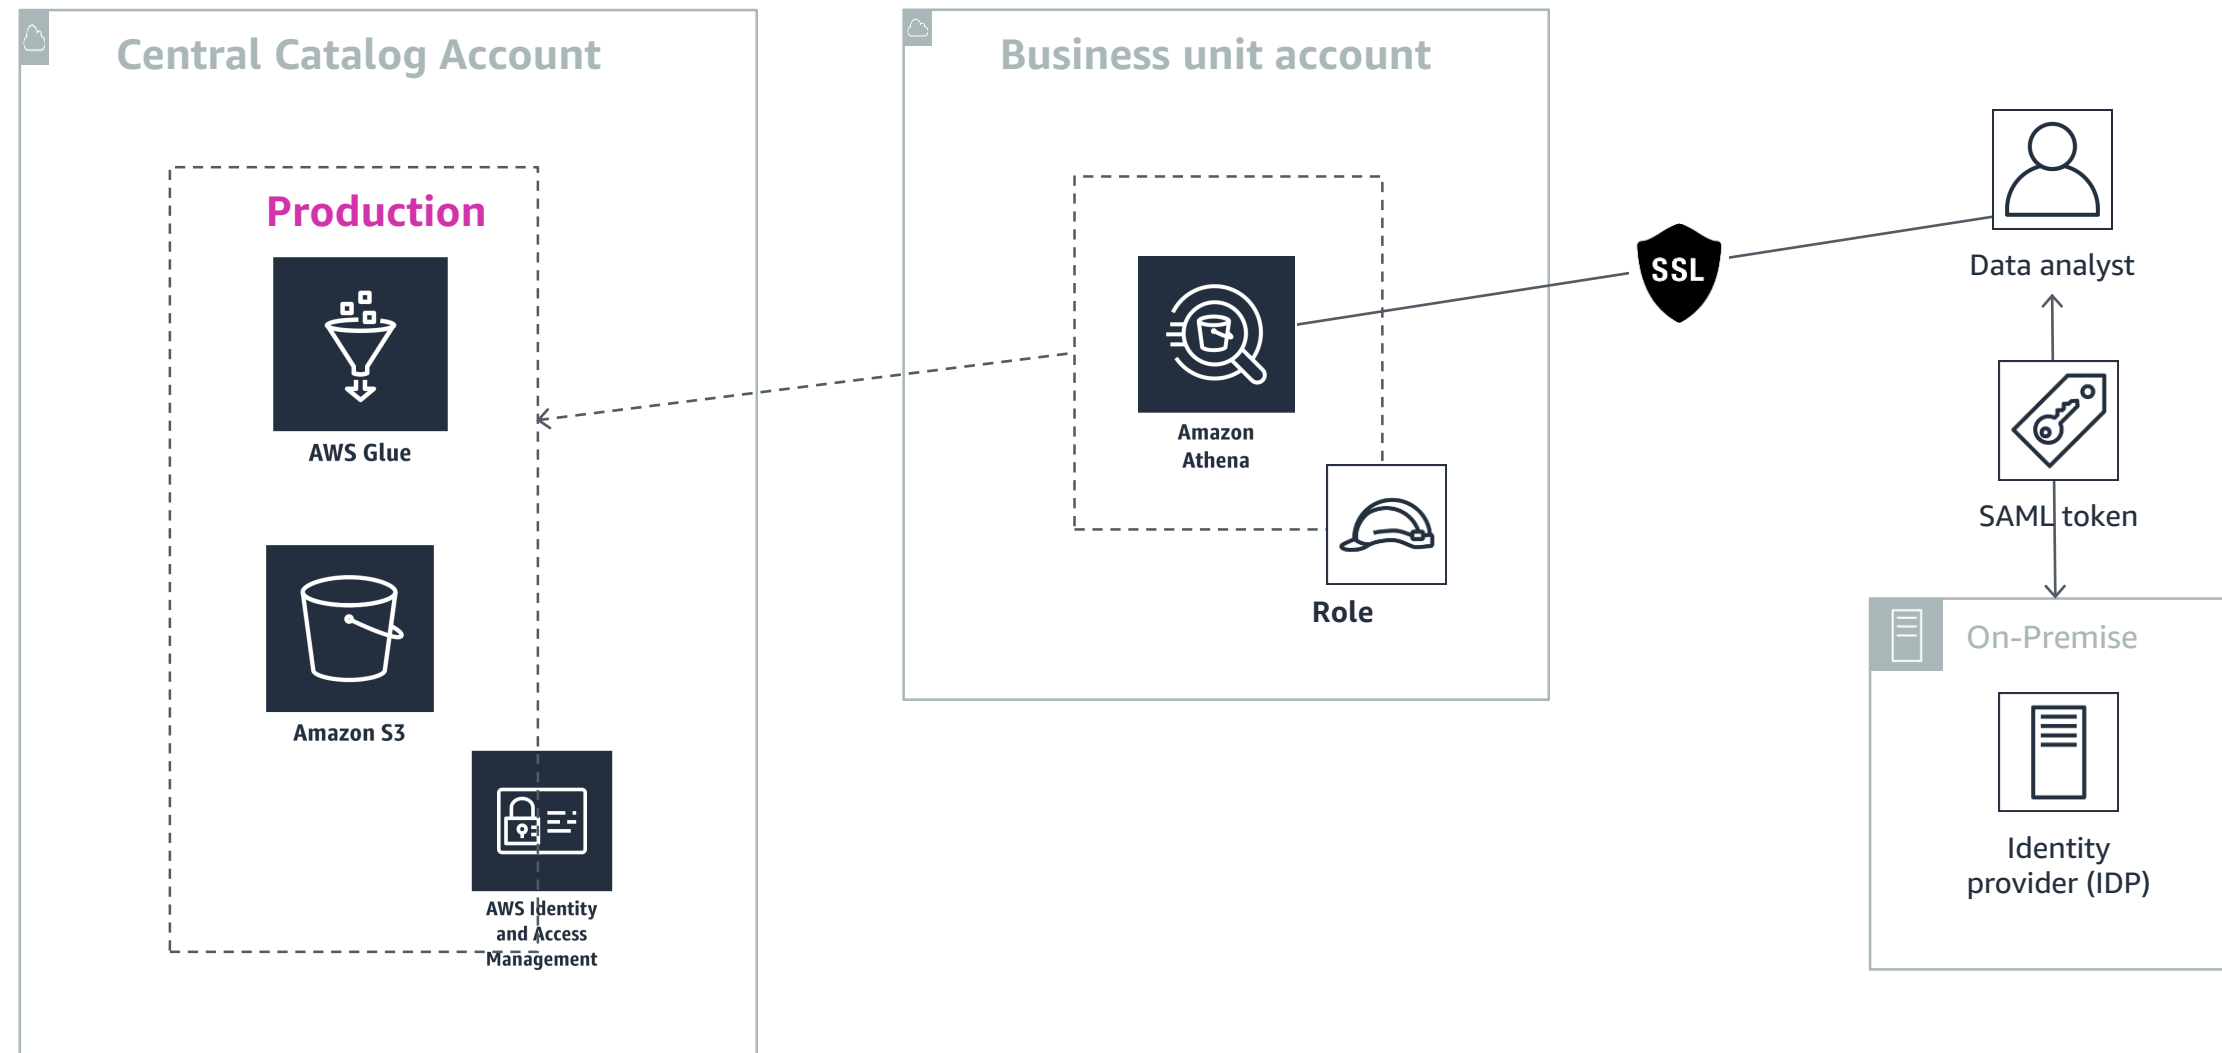 Central Catalog Account
Production
AWS Glue
Amazon S3
AWS Identity
and Access
Management
Business unit account
Amazon
Athena
Role
SSL
Data analyst
SAML token
On-Premise
Identity
provider (IDP)